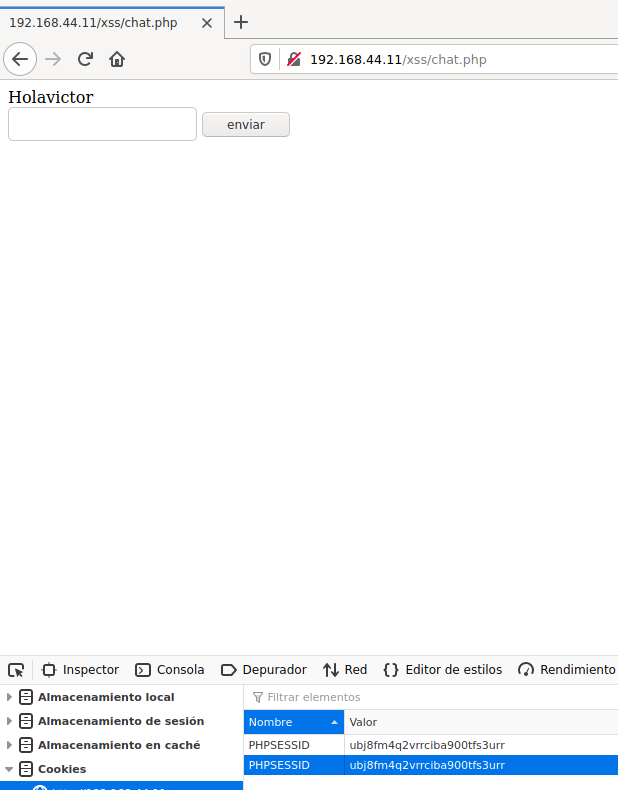 192.168.44.11/xss/chat.php
192.168.44.11/xss/chat.php
Holavictor
enviar
Inspector Consola Depurador Red Editor de estilos Rendimiento
Almacenamiento local
Almacenamiento de sesión
Almacenamiento en caché
Cookies
Filtrar elementos
Nombre Valor
PHPSESSID ubj8fm4q2vrrciba900tfs3urr
PHPSESSID ubj8fm4q2vrrciba900tfs3urr